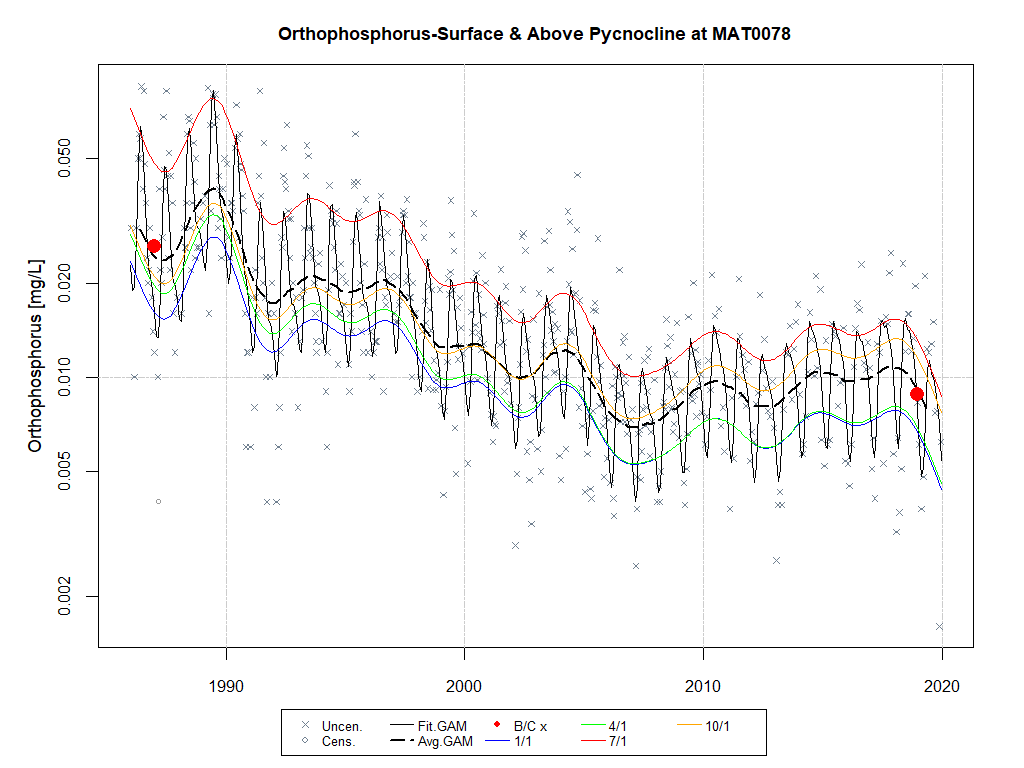 Orthophosphorus-Surface & Above Pycnocline at MAT0078
Orthophosphorus [mg/L]
0.050
0.020
0.010
0.005
0.002
1990 2000 2010 2020
Uncen. Fit.GAM B/C x 4/1 10/1
Cens. Avg.GAM 1/1 7/1